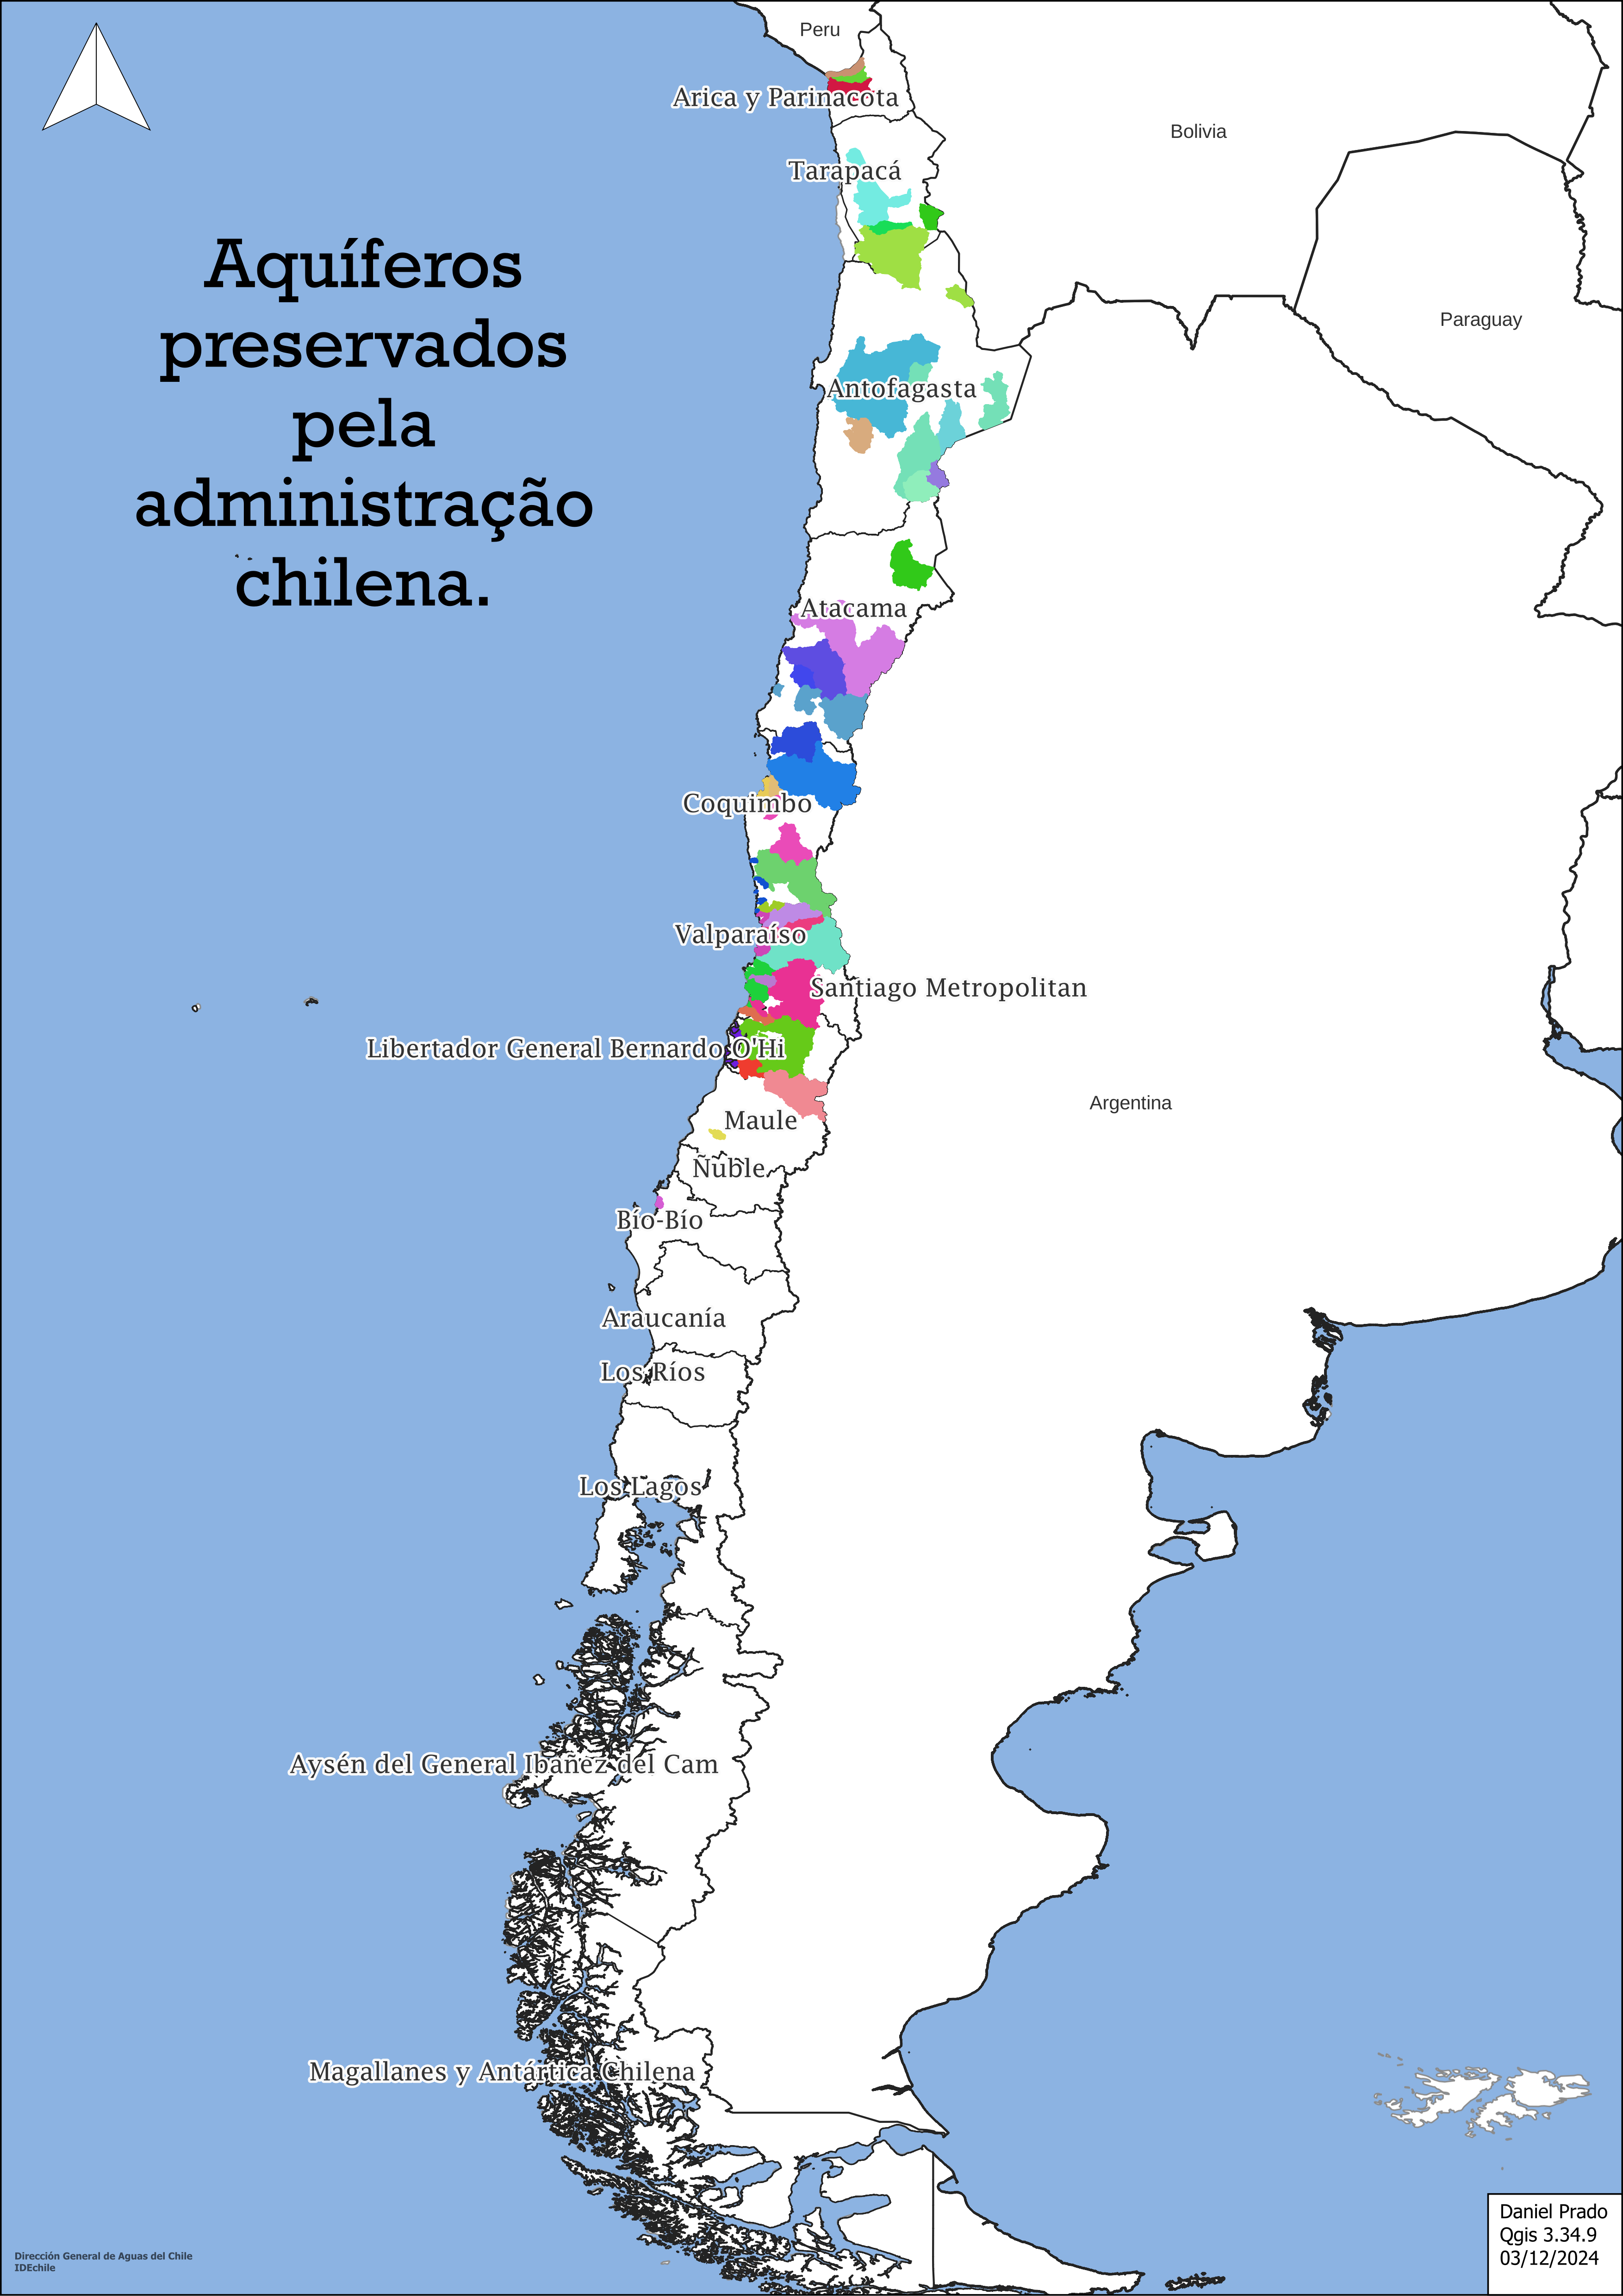 Peru
Arica y Parinacota
Bolivia
Tarapacá
Aquíferos
preservados
pela
administração
chilena.
Paraguay
Antofagasta
Atacama
Coquimbo
Valparaíso
Santiago Metropolitan
Libertador General Bernardo O'Hi
Argentina
Maule
Ñuble
Bío-Bío
Araucanía
Los Ríos
Los Lagos
Aysén del General Ibañez del Cam
Magallanes y Antártica Chilena
Daniel Prado
Qgis 3.34.9
03/12/2024
Dirección General de Aguas del Chile
IDEchile